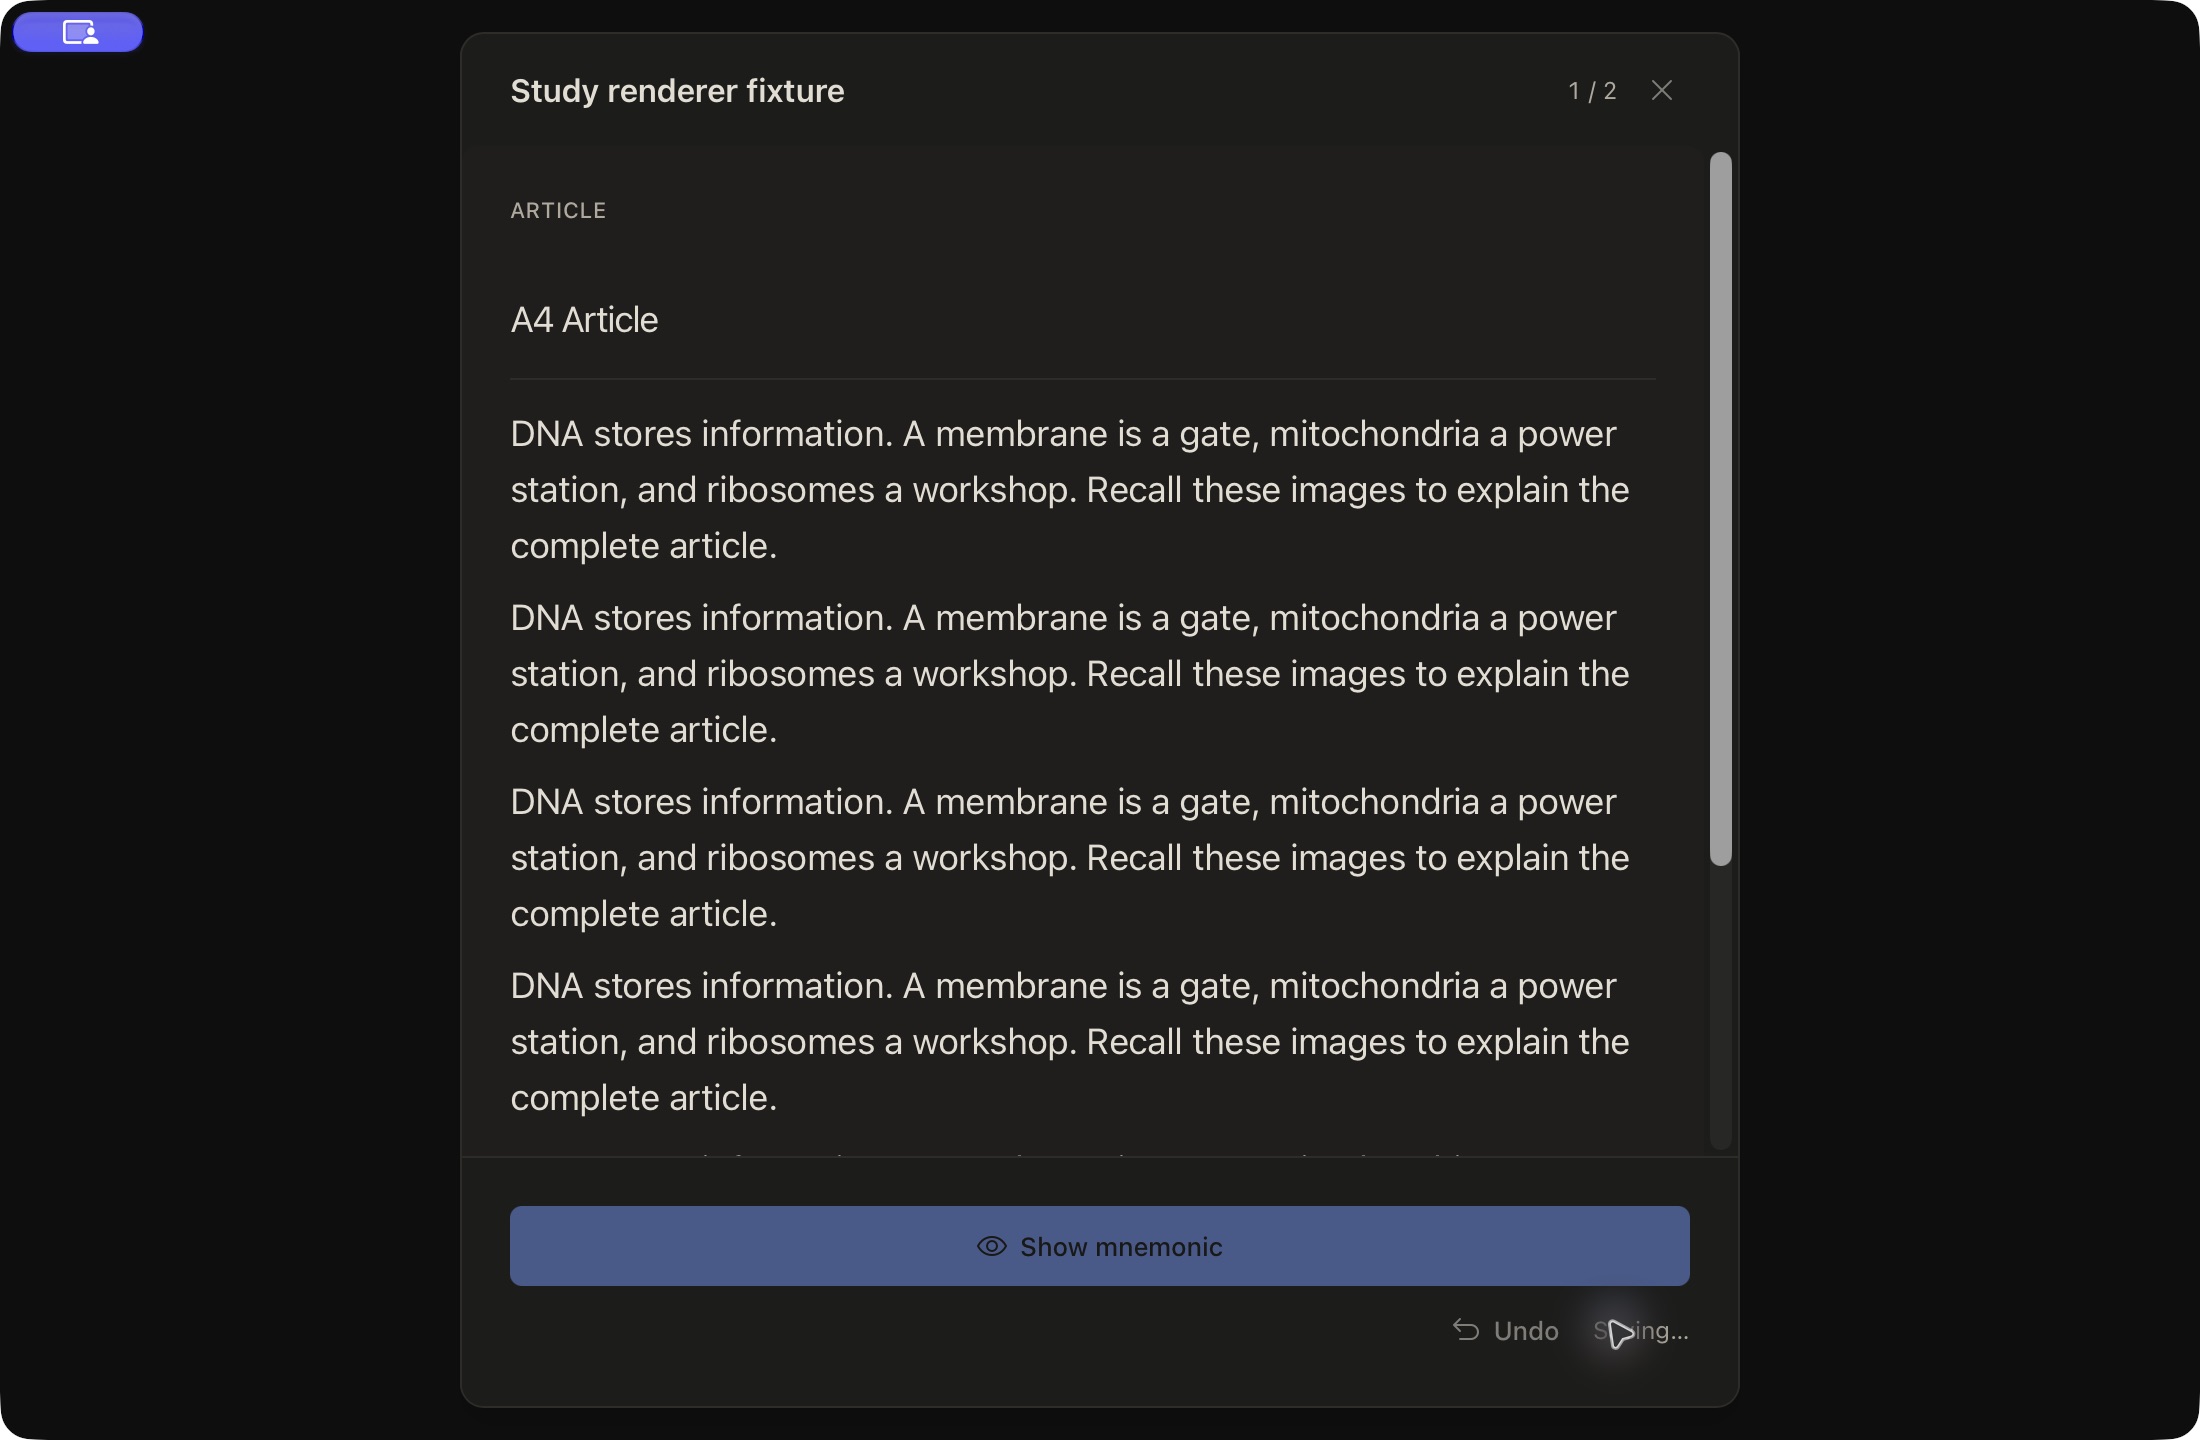 Study renderer fixture
1 / 2
ARTICLE
A4 Article
DNA stores information. A membrane is a gate, mitochondria a power
station, and ribosomes a workshop. Recall these images to explain the
complete article.
DNA stores information. A membrane is a gate, mitochondria a power
station, and ribosomes a workshop. Recall these images to explain the
complete article.
DNA stores information. A membrane is a gate, mitochondria a power
station, and ribosomes a workshop. Recall these images to explain the
complete article.
DNA stores information. A membrane is a gate, mitochondria a power
station, and ribosomes a workshop. Recall these images to explain the
complete article.
Show mnemonic
Undo